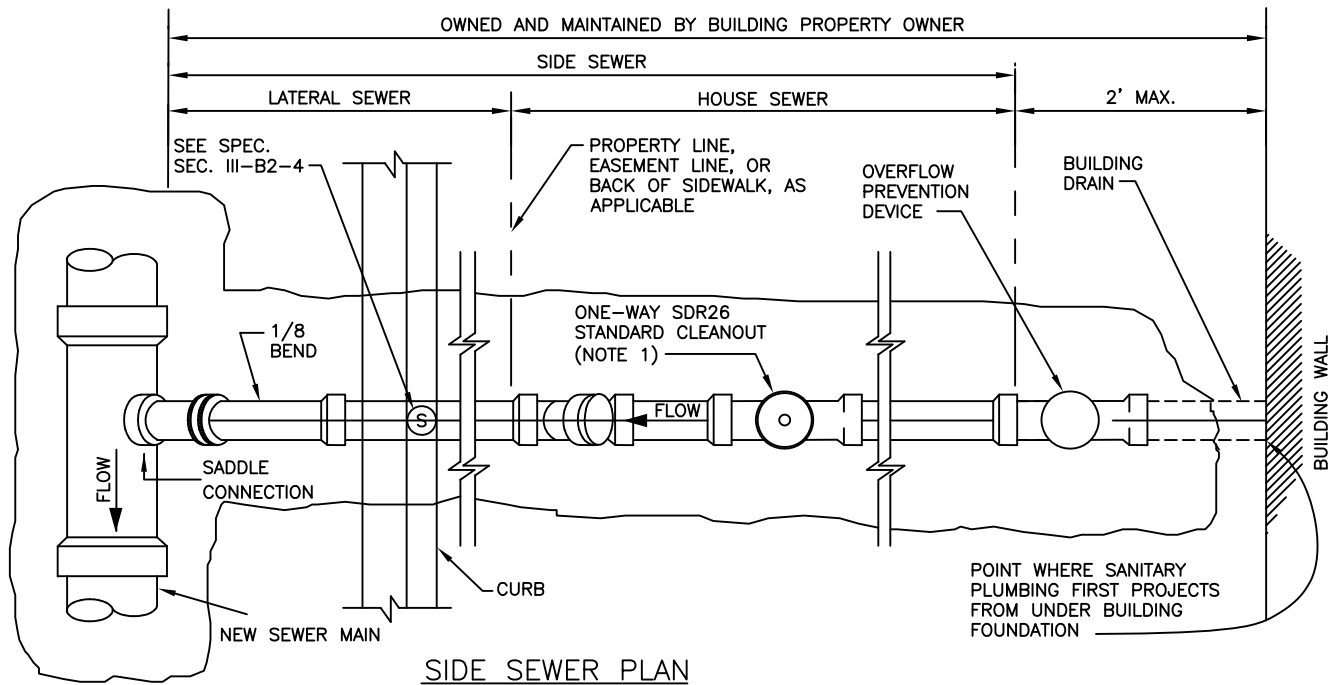 OWNED AND MAINTAINED BY BUILDING PROPERTY OWNER
SIDE SEWER
LATERAL SEWER
HOUSE SEWER
2' MAX.
SEE SPEC.
SEC. III-B2-4
PROPERTY LINE,
EASEMENT LINE, OR
BACK OF SIDEWALK, AS
APPLICABLE
OVERFLOW
PREVENTION
DEVICE
BUILDING
DRAIN
1/8
BEND
ONE-WAY SDR26
STANDARD CLEANOUT
(NOTE 1)
S
FLOW
BUILDING WALL
FLOW
SADDLE
CONNECTION
CURB
NEW SEWER MAIN
POINT WHERE SANITARY
PLUMBING FIRST PROJECTS
FROM UNDER BUILDING
FOUNDATION
SIDE SEWER PLAN